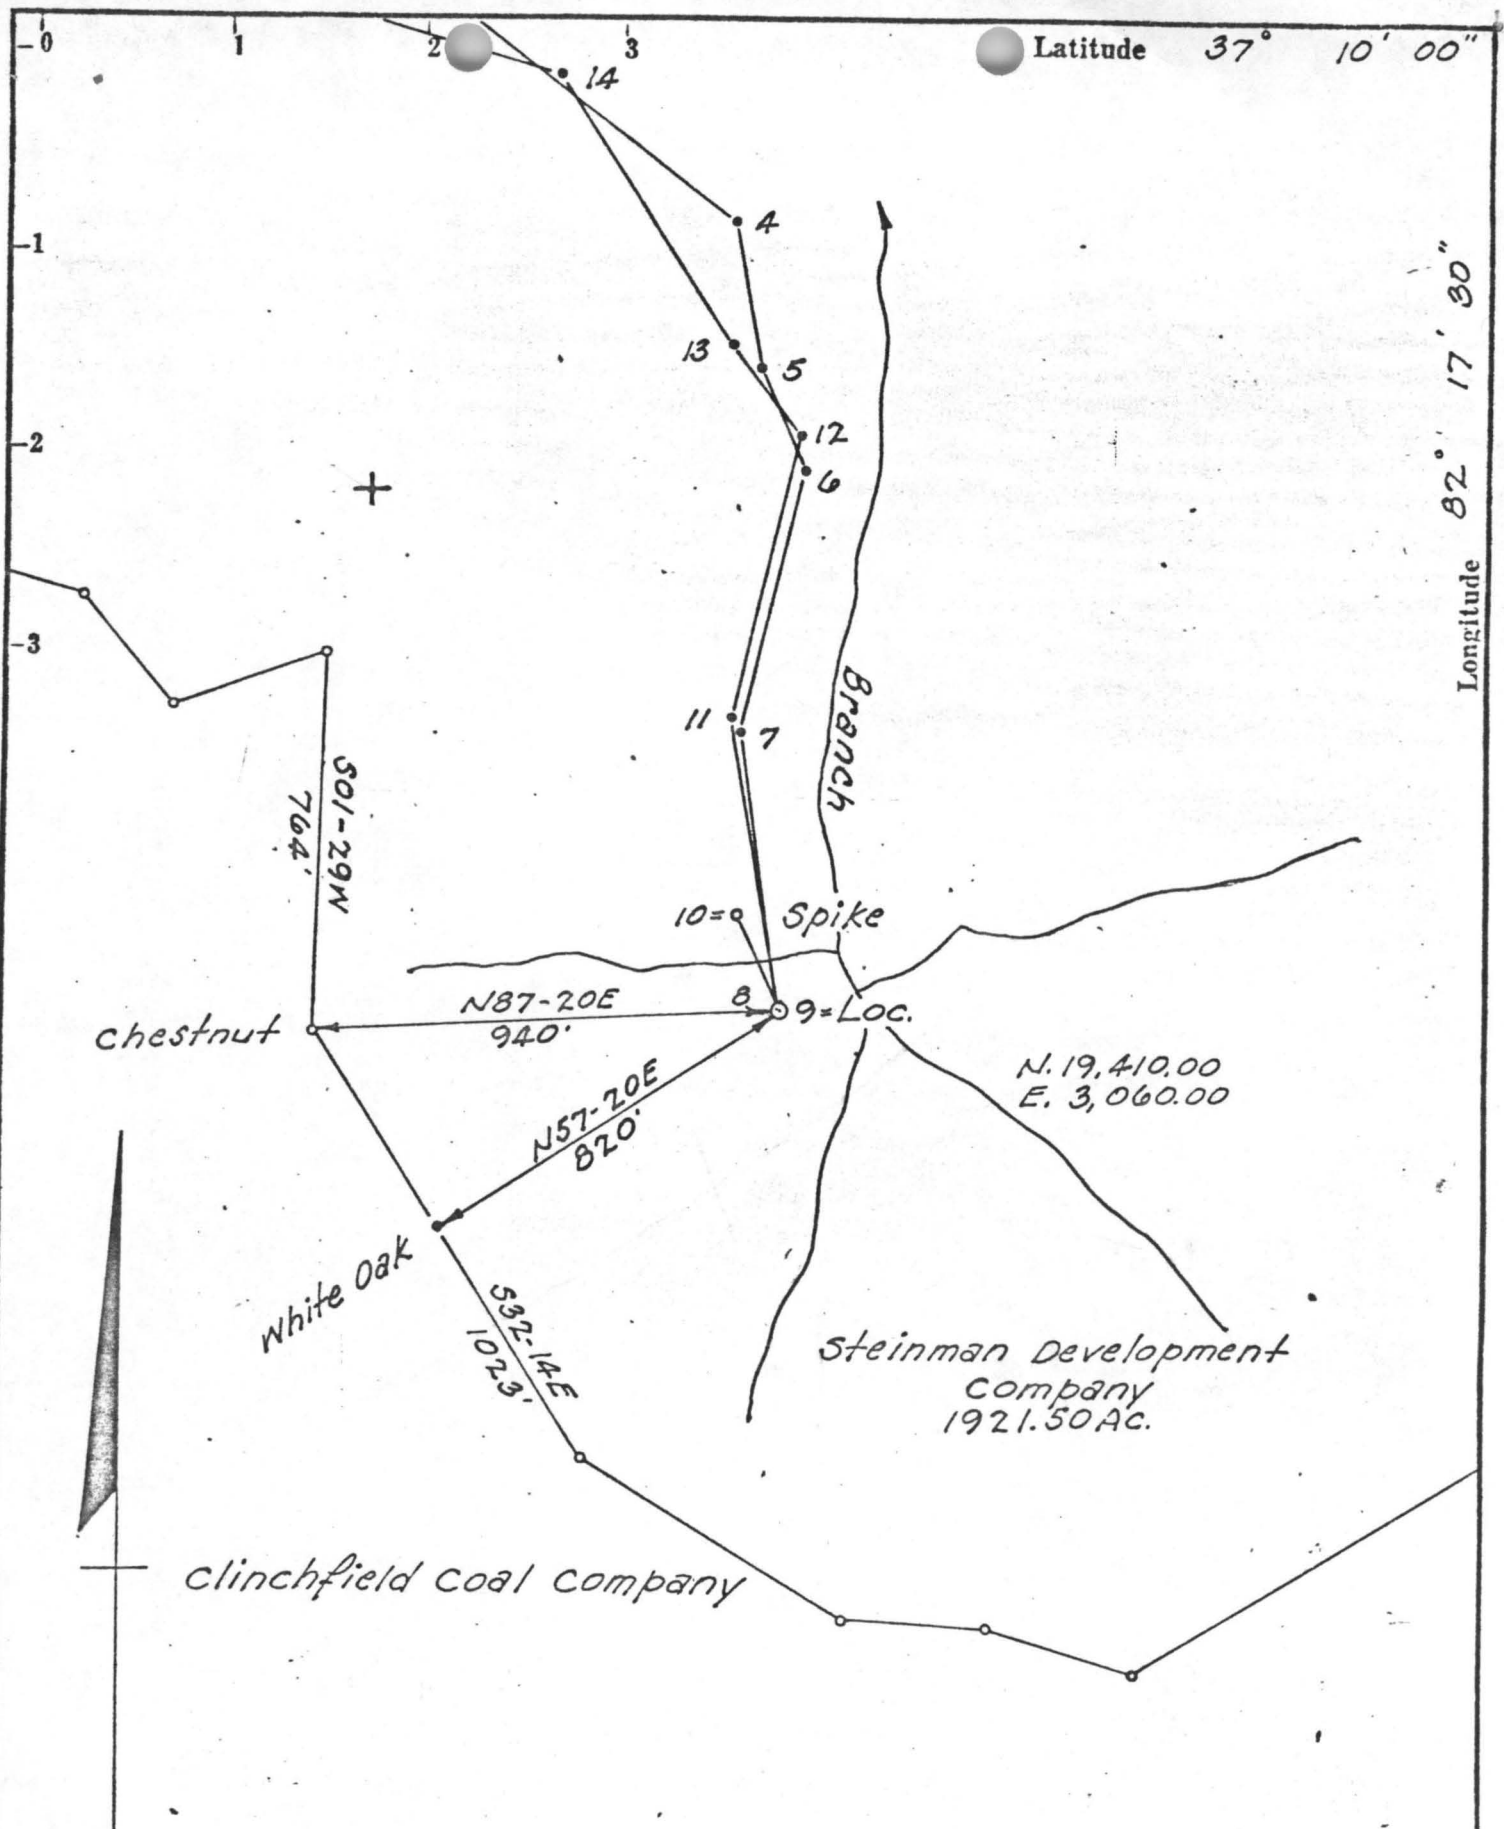 -0
1
2
3
Latitude 37° 10' 00"
14
4
-1
82° 17' 30"
Longitude
13
5
-2
12
6
-3
11
7
Branch
S01-29W
764'
10=
Spike
N87-20E
940'
8
9=Loc.
Chestnut
N. 19,410.00
E. 3,060.00
N57-20E
820'
White Oak
S32-14E
1023'
Steinman Development
Company
1921.50 Ac.
Clinchfield Coal Company